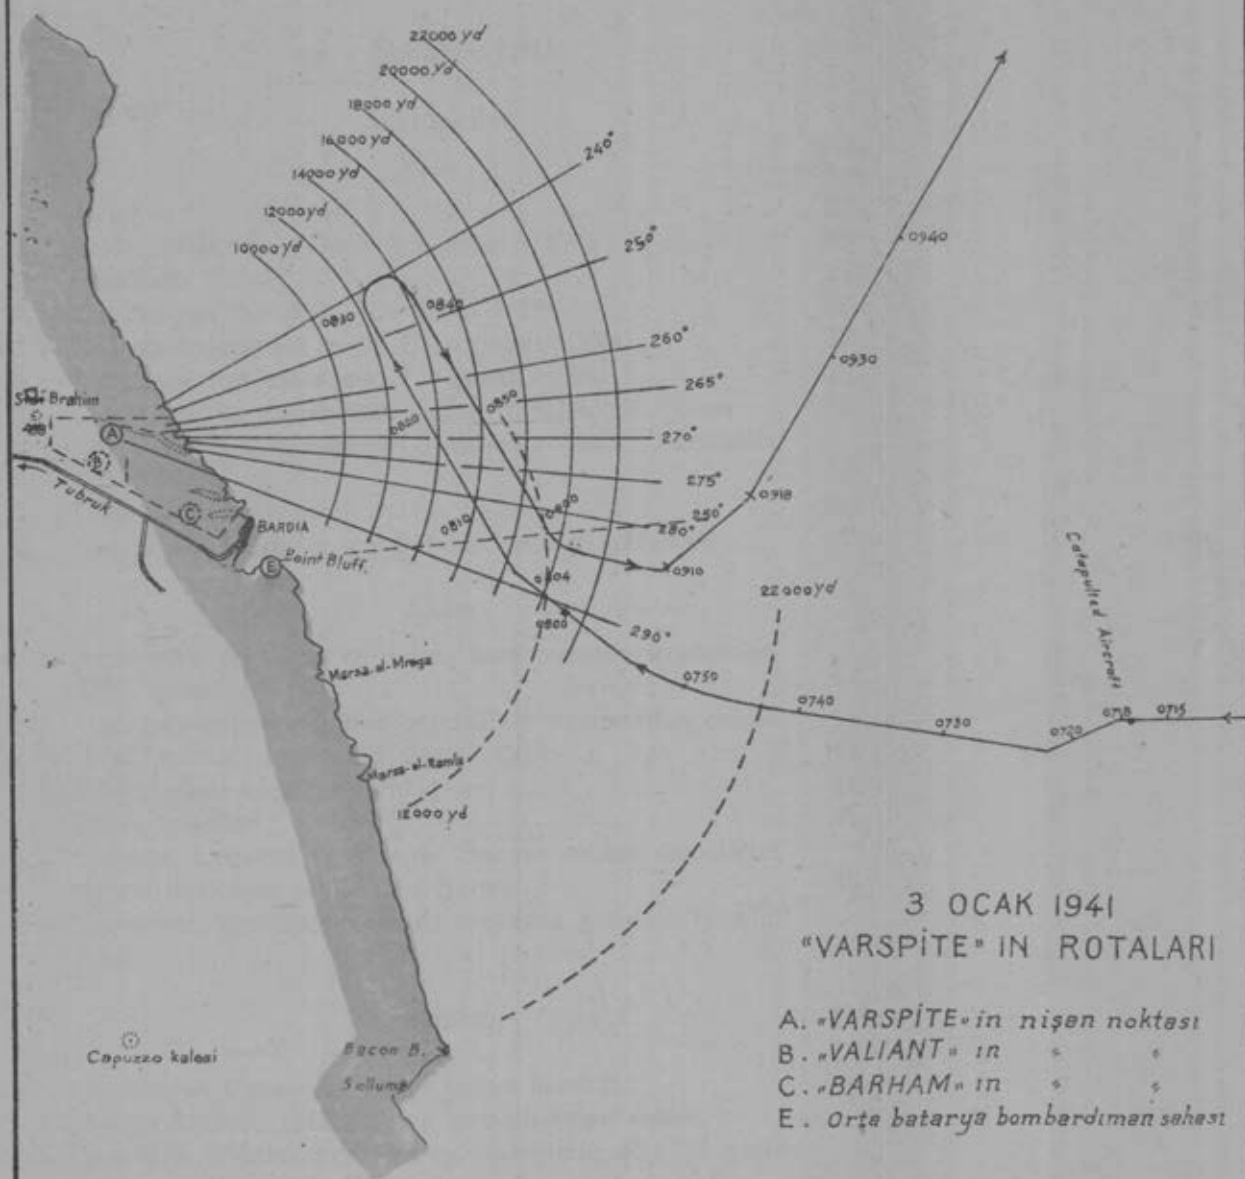 22000 yd
20000 yd
18000 yd
16000 yd
14000 yd
12000 yd
10000 yd
240°
250°
260°
265°
270°
275°
280°
250°
290°
0940
0930
0918
0910
0900
0850
0840
0830
0820
0810
0804
0800
0750
0740
0730
0720
0718
0715
Catapulted Aircraft
22000 yd
Brahim
A
B
C
Tubruk
BARDIA
E
Point Bluff.
Marsa-el-Mrega
Marsa-el-Ramla
12000 yd
Capuzzo kalesi
Bacon B.
Sollum
3 OCAK 1941
"VARSPİTE" IN ROTALARI
A. "VARSPİTE" in nişan noktası
B. "VALIANT" ın " "
C. "BARHAM" ın " "
E. Orta batarya bombardıman sahası